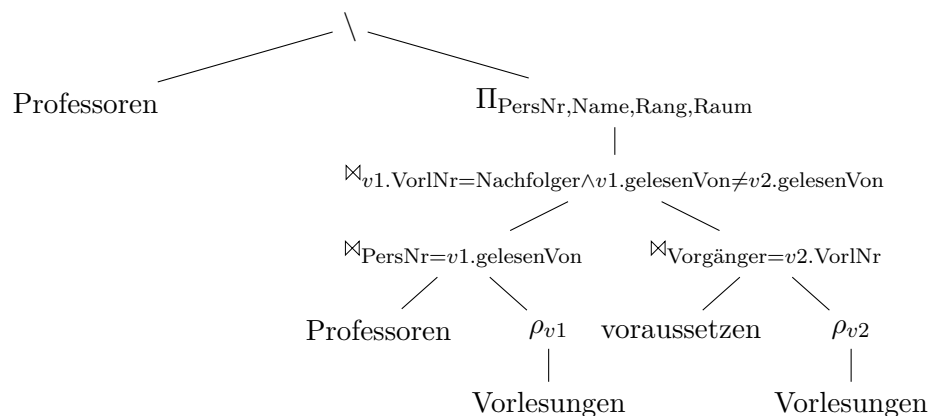 \
Professoren
Π_PersNr,Name,Rang,Raum
⋈_v1.VorlNr=Nachfolger∧v1.gelesenVon≠v2.gelesenVon
⋈_PersNr=v1.gelesenVon ⋈_Vorgänger=v2.VorlNr
Professoren ρ_v1 voraussetzen ρ_v2
Vorlesungen Vorlesungen